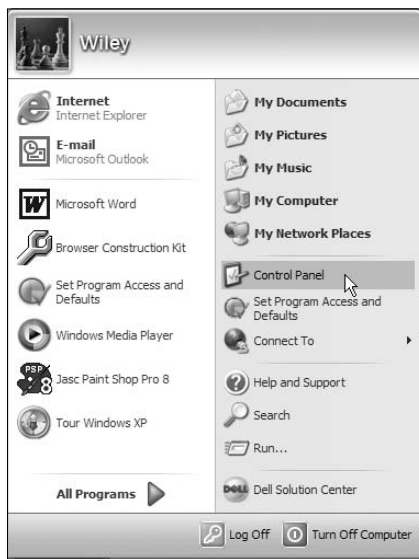 Wiley
Internet
Internet Explorer
E-mail
Microsoft Outlook
W
Microsoft Word
Browser Construction Kit
Set Program Access and
Defaults
Windows Media Player
PSP
8
Jasc Paint Shop Pro 8
Tour Windows XP
All Programs
My Documents
My Pictures
My Music
My Computer
My Network Places
Control Panel
Set Program Access and
Defaults
Connect To
Help and Support
Search
Run...
DELL
Dell Solution Center
Log Off
Turn Off Computer